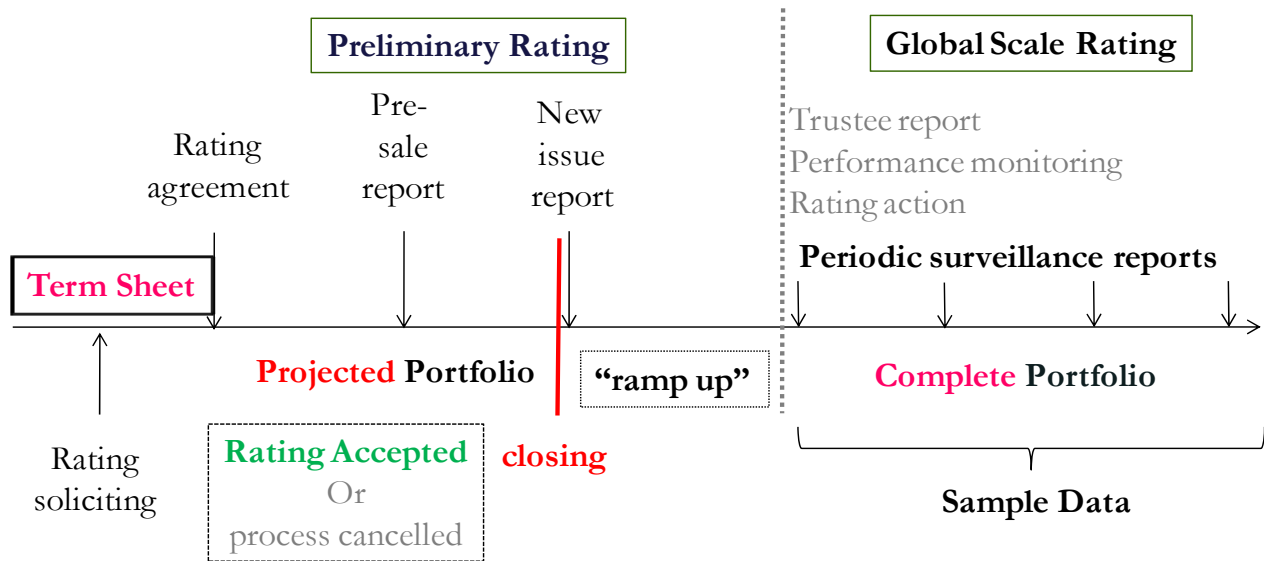 Preliminary Rating
Global Scale Rating
Rating
agreement
Pre-
sale
report
New
issue
report
Trustee report
Performance monitoring
Rating action
Periodic surveillance reports
Term Sheet
Projected Portfolio
“ramp up”
Complete Portfolio
Rating
soliciting
Rating Accepted
Or
process cancelled
closing
Sample Data